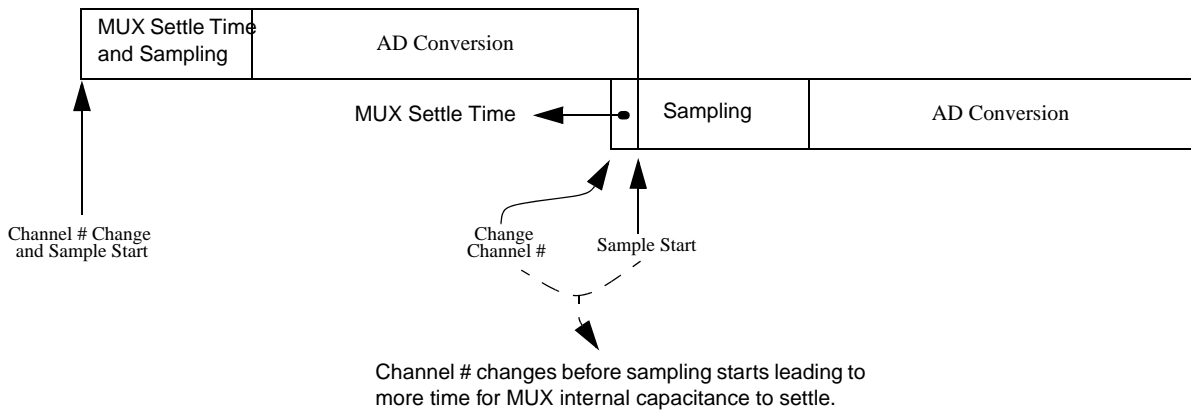 MUX Settle Time
and Sampling
AD Conversion
MUX Settle Time
Sampling
AD Conversion
Channel # Change
and Sample Start
Change
Channel #
Sample Start
Channel # changes before sampling starts leading to
more time for MUX internal capacitance to settle.